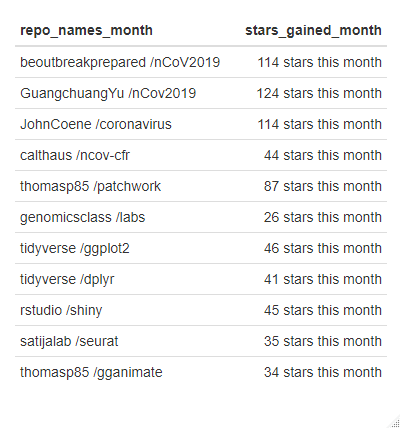 repo_names_month stars_gained_month
beoutbreakprepared /nCoV2019 114 stars this month
GuangchuangYu /nCov2019 124 stars this month
JohnCoene /coronavirus 114 stars this month
calthaus /ncov-cfr 44 stars this month
thomasp85 /patchwork 87 stars this month
genomicsclass /labs 26 stars this month
tidyverse /ggplot2 46 stars this month
tidyverse /dplyr 41 stars this month
rstudio /shiny 45 stars this month
satijalab /seurat 35 stars this month
thomasp85 /gganimate 34 stars this month